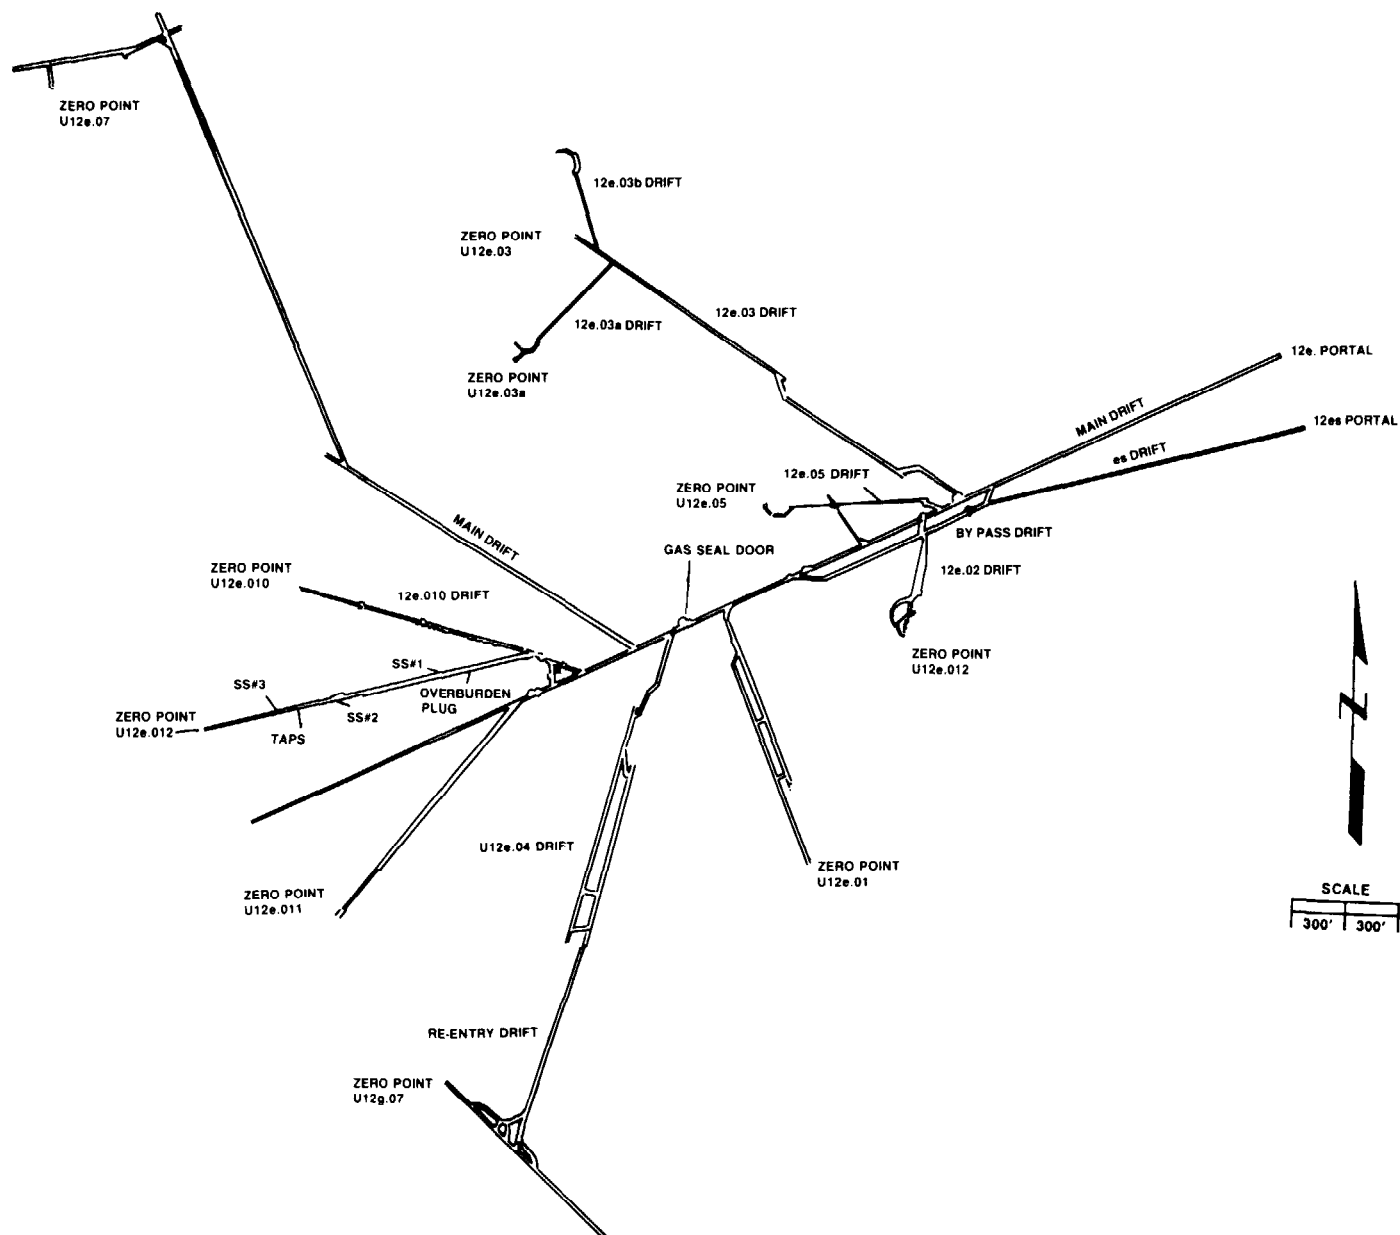 ZERO POINT
U12e.07
12e.03b DRIFT
ZERO POINT
U12e.03
12e.03 DRIFT
12e.03a DRIFT
ZERO POINT
U12e.03a
12e. PORTAL
MAIN DRIFT
12es PORTAL
es DRIFT
12e.05 DRIFT
ZERO POINT
U12e.05
MAIN DRIFT
BY PASS DRIFT
GAS SEAL DOOR
12e.02 DRIFT
ZERO POINT
U12e.010
12e.010 DRIFT
ZERO POINT
U12e.012
SS#1
SS#3
OVERBURDEN
PLUG
SS#2
ZERO POINT
U12e.012
TAPS
U12e.04 DRIFT
ZERO POINT
U12e.01
ZERO POINT
U12e.011
N
SCALE
300' 300'
RE-ENTRY DRIFT
ZERO POINT
U12g.07